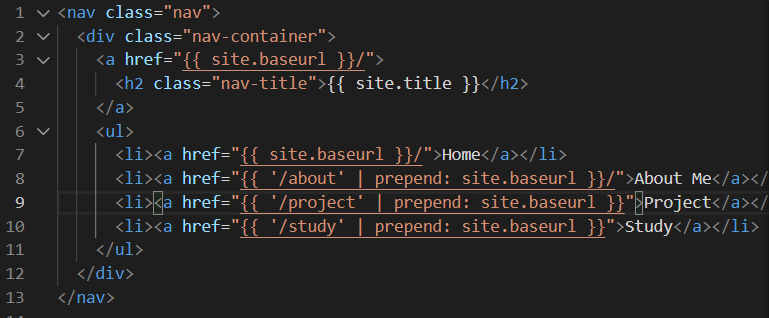 1 <nav class="nav">
2 <div class="nav-container">
3 <a href="{{ site.baseurl }}/">
4 <h2 class="nav-title">{{ site.title }}</h2>
5 </a>
6 <ul>
7 <li><a href="{{ site.baseurl }}/">Home</a></li>
8 <li><a href="{{ '/about' | prepend: site.baseurl }}/">About Me</a></
9 <li><a href="{{ '/project' | prepend: site.baseurl }}">Project</a></
10 <li><a href="{{ '/study' | prepend: site.baseurl }}">Study</a></li>
11 </ul>
12 </div>
13 </nav>